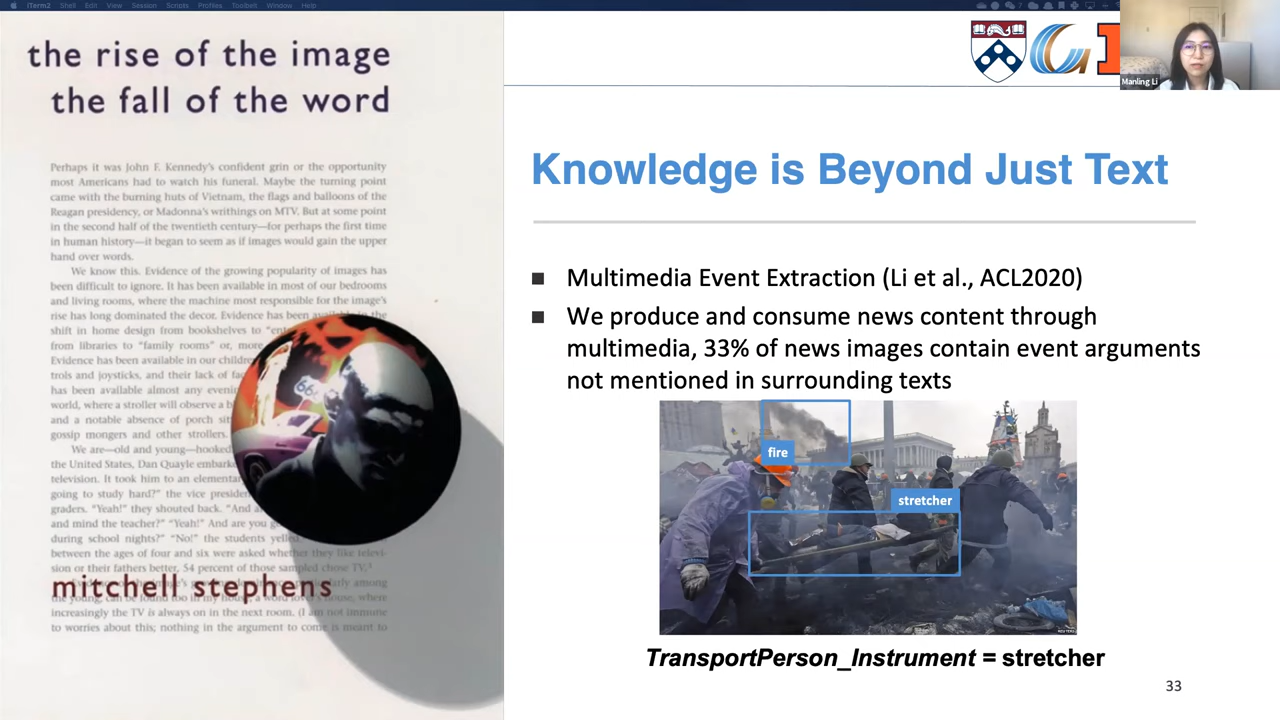 iTerm2 Shell Edit View Session Scripts Profiles Toolbelt Window Help
the rise of the image
the fall of the word
Perhaps it was John F. Kennedy's confident grin or the opportunity
most Americans had to watch his funeral. Maybe the turning point
came with the burning huts of Vietnam, the flags and balloons of the
Reagan presidency, or Madonna's writhings on MTV. But at some point
in the second half of the twentieth century—for perhaps the first time
in human history—it began to seem as if images would gain the upper
hand over words.
We know this. Evidence of the growing popularity of images has
been difficult to ignore. It has been available in most of our bedrooms
and living rooms, where the machine most responsible for the image's
rise has long dominated the decor. Evidence has been the
shift in home design from bookshelves to
from libraries to "family rooms" or, more
Evidence has been available in our
trols and joysticks, and their lack of
has been available almost any
world, where a stroller will observe a
and a notable absence of porch
gossip mongers and other strollers.
We are—old and young—hooked
the United States, Dan Quayle
television. It took him to an
going to study hard?" the vice
graders. "Yeah!" they shouted back. "And
and mind the teacher?" "Yeah!" And are you
during school nights?" "No!" the students
between the ages of four and six were asked whether they like televi-
sion or their fathers better, 54 percent of those sampled chose TV.
mitchell stephens
increasingly the TV is always on in the next room. (I am not immune
to worries about this; nothing in the argument to come is meant to
Manling Li
Knowledge is Beyond Just Text
■ Multimedia Event Extraction (Li et al., ACL2020)
■ We produce and consume news content through
multimedia, 33% of news images contain event arguments
not mentioned in surrounding texts
fire
stretcher
TransportPerson_Instrument = stretcher
33